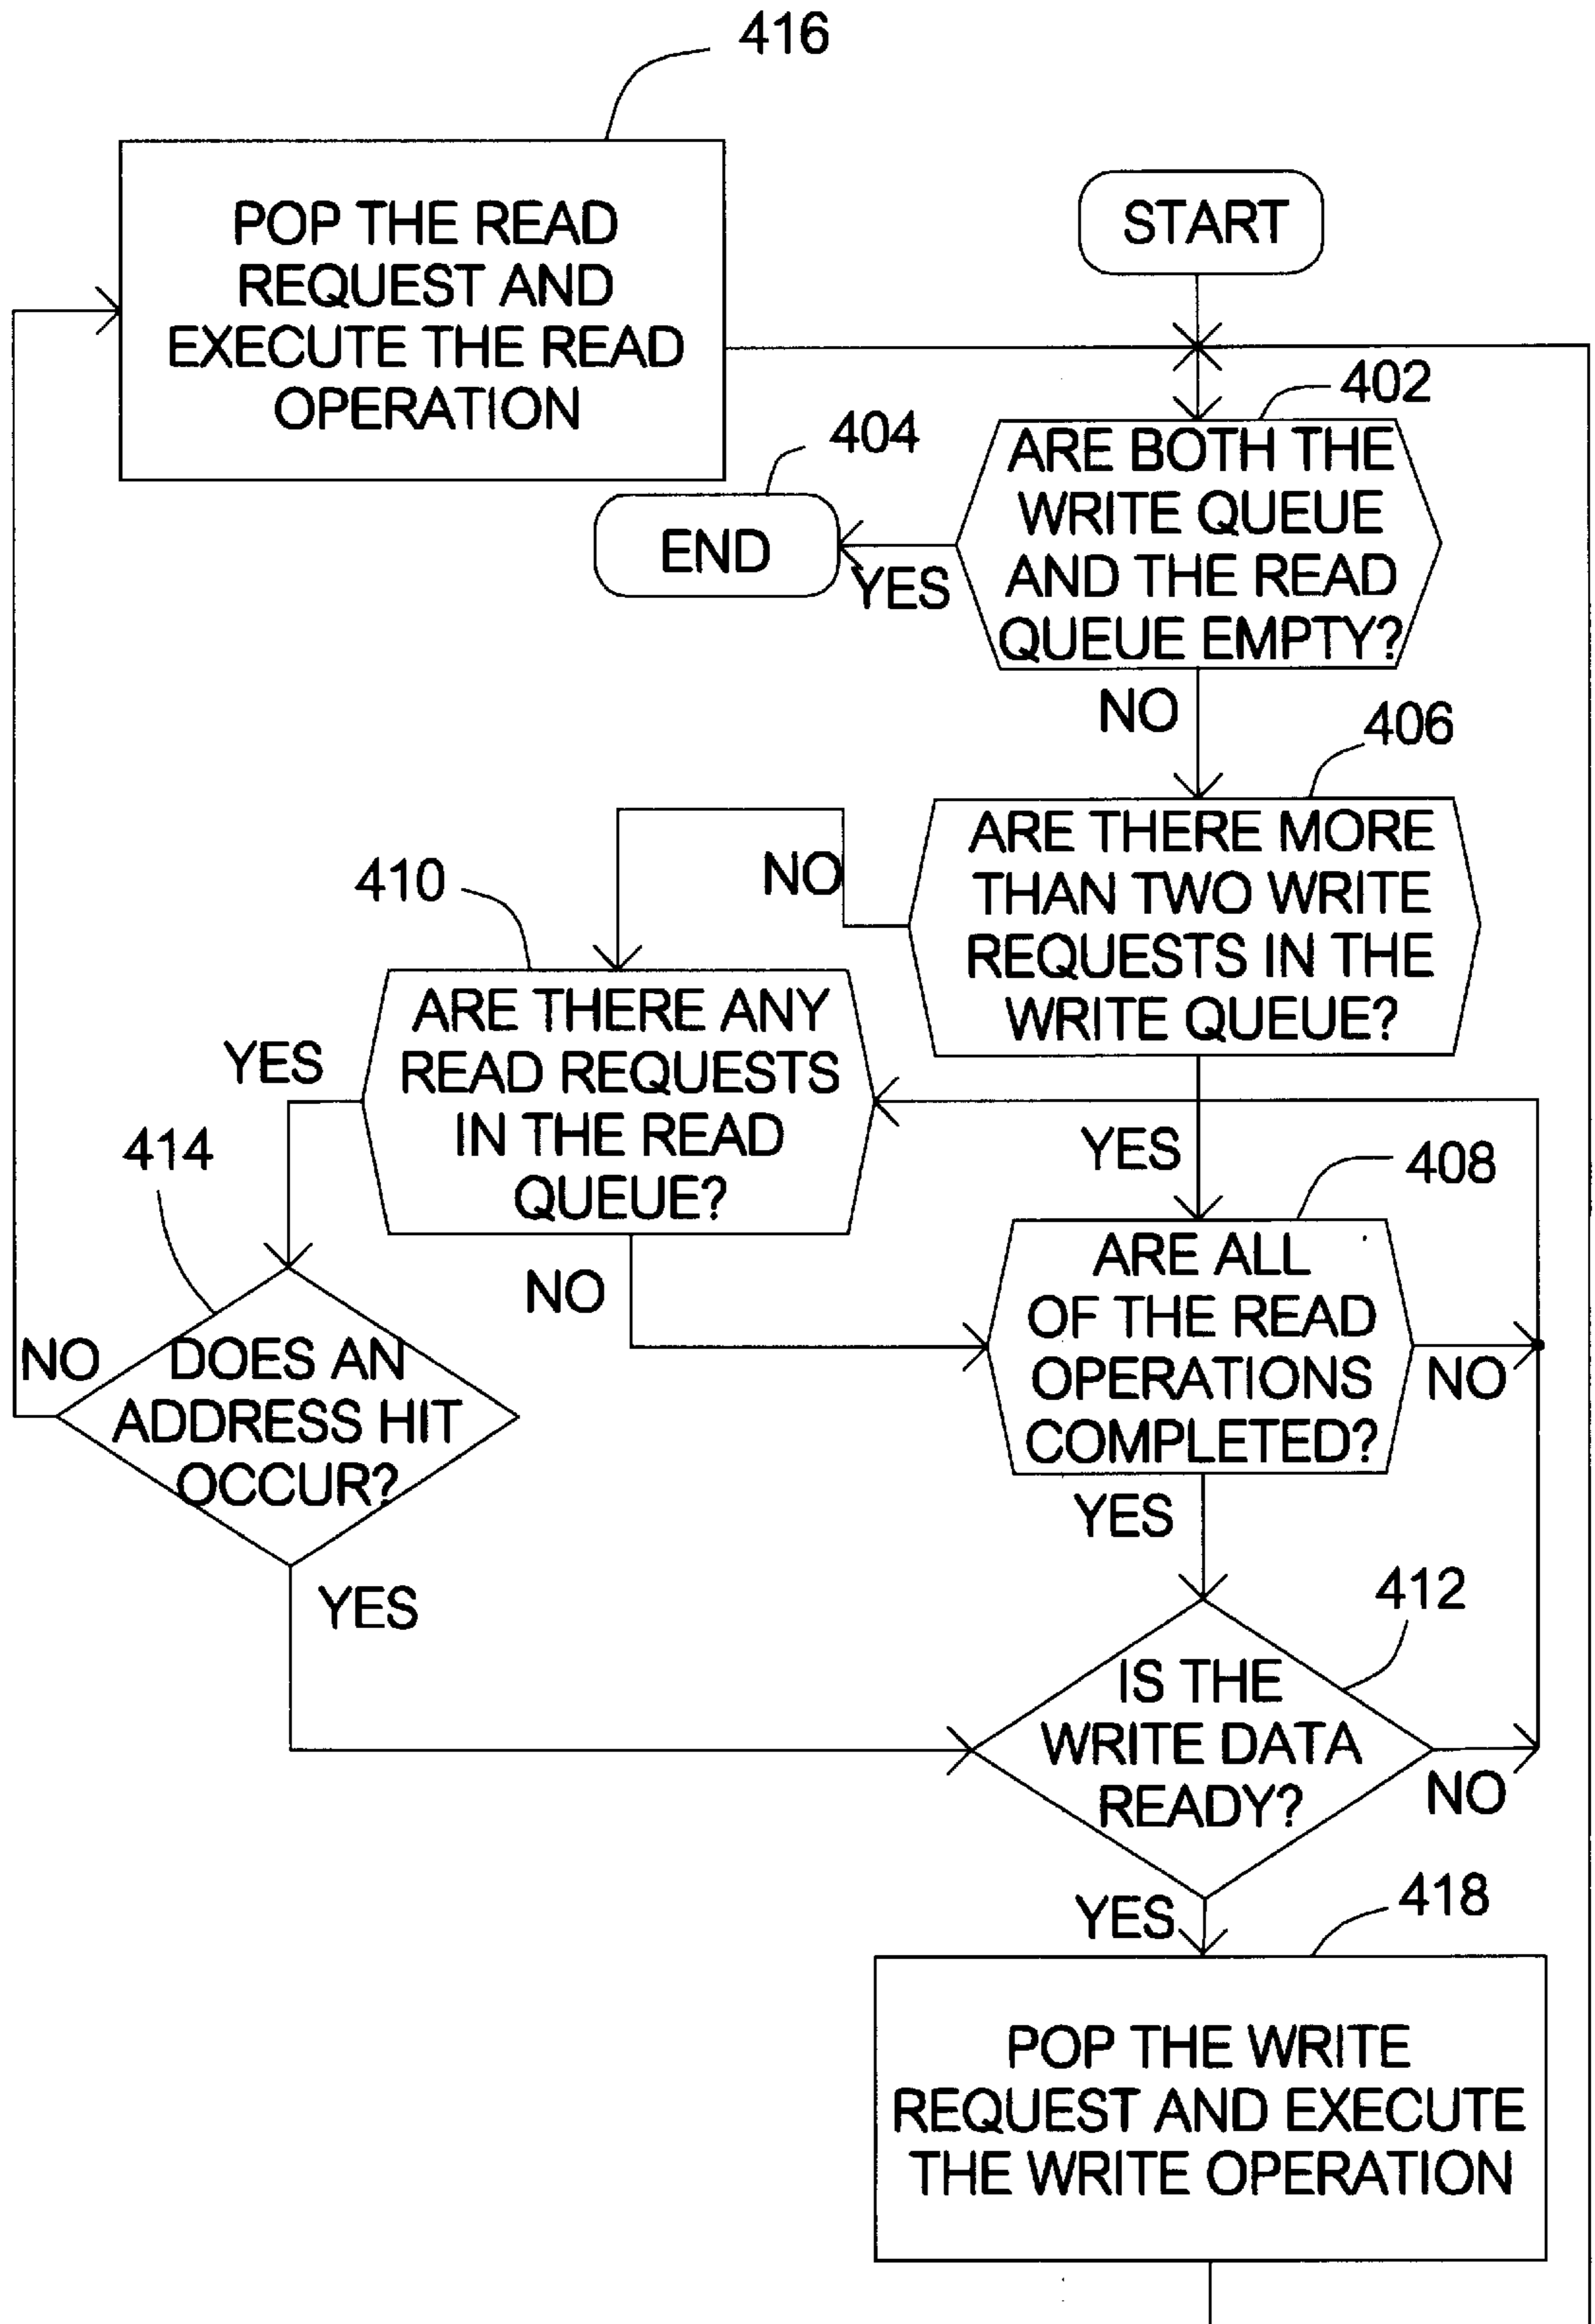 416
POP THE READ
REQUEST AND
EXECUTE THE READ
OPERATION
START
402
404
ARE BOTH THE
WRITE QUEUE
AND THE READ
QUEUE EMPTY?
END
YES
NO
406
ARE THERE MORE
THAN TWO WRITE
REQUESTS IN THE
WRITE QUEUE?
NO
410
ARE THERE ANY
READ REQUESTS
IN THE READ
QUEUE?
YES
YES
414
408
ARE ALL
OF THE READ
OPERATIONS
COMPLETED?
NO
NO
NO
DOES AN
ADDRESS HIT
OCCUR?
YES
YES
412
IS THE
WRITE DATA
READY?
NO
YES
418
POP THE WRITE
REQUEST AND EXECUTE
THE WRITE OPERATION